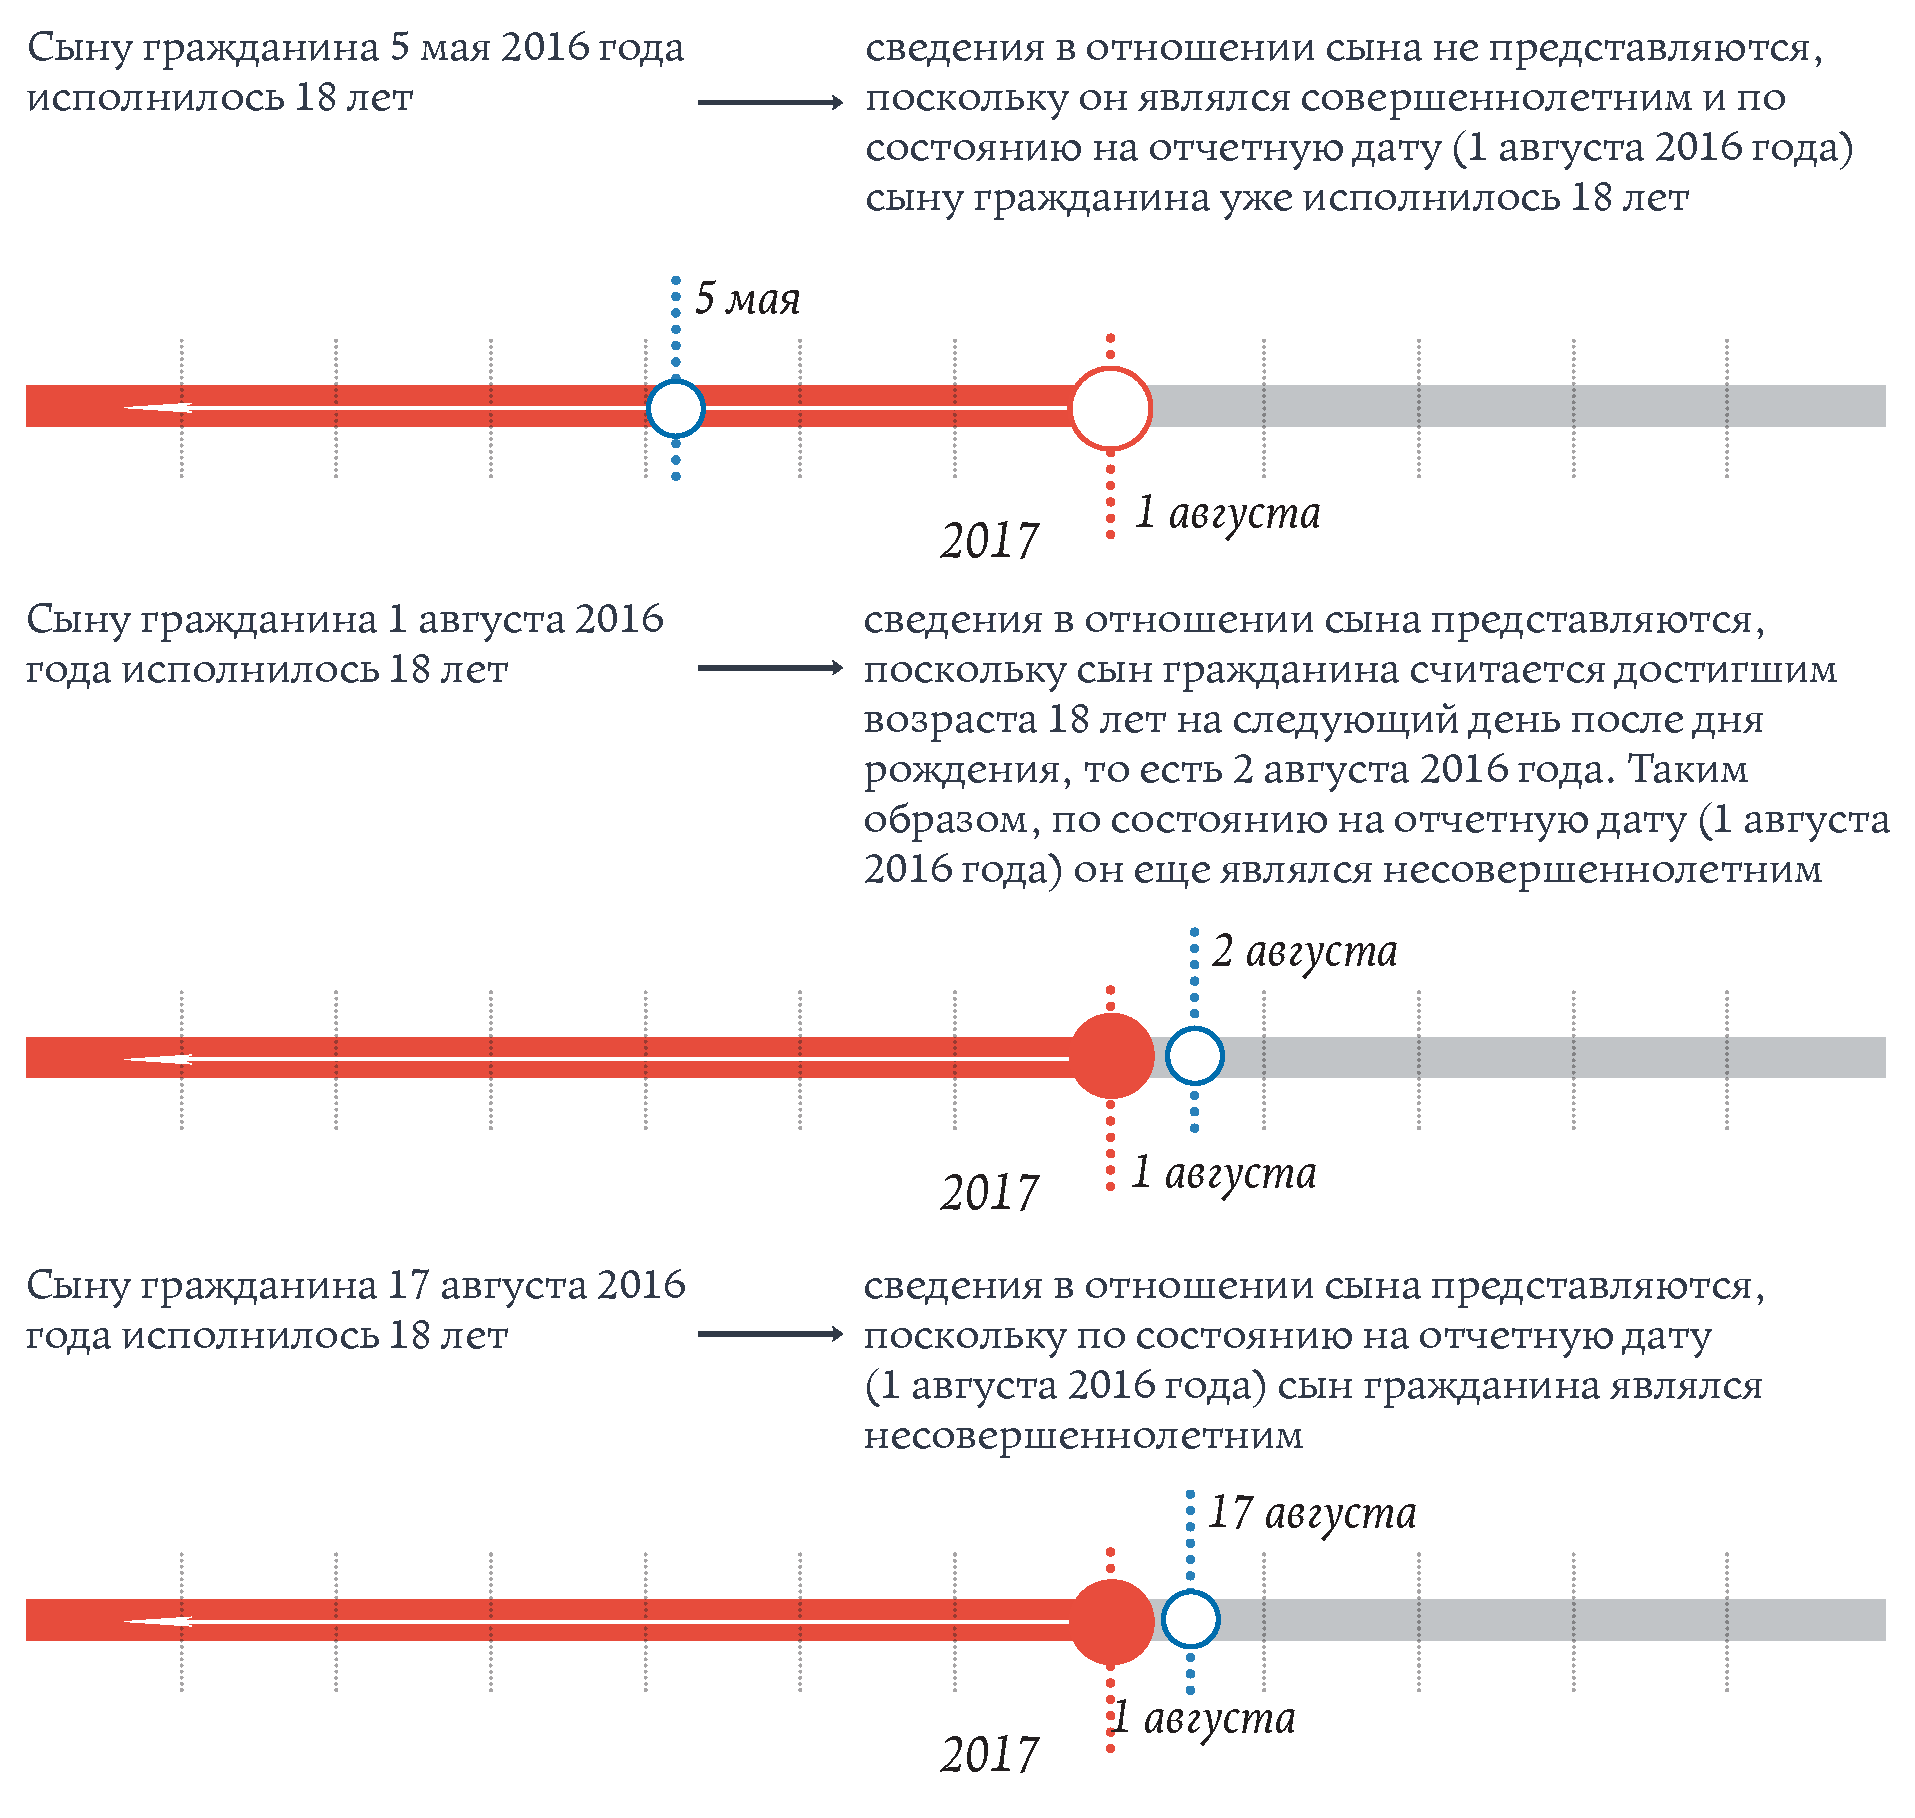 Сыну гражданина 5 мая 2016 года
исполнилось 18 лет
сведения в отношении сына не представляются,
поскольку он являлся совершеннолетним и по
состоянию на отчетную дату (1 августа 2016 года)
сыну гражданина уже исполнилось 18 лет
5 мая
1 августа
2017
Сыну гражданина 1 августа 2016
года исполнилось 18 лет
сведения в отношении сына представляются,
поскольку сын гражданина считается достигшим
возраста 18 лет на следующий день после дня
рождения, то есть 2 августа 2016 года. Таким
образом, по состоянию на отчетную дату (1 августа
2016 года) он еще являлся несовершеннолетним
2 августа
1 августа
2017
Сыну гражданина 17 августа 2016
года исполнилось 18 лет
сведения в отношении сына представляются,
поскольку по состоянию на отчетную дату
(1 августа 2016 года) сын гражданина являлся
несовершеннолетним
17 августа
1 августа
2017